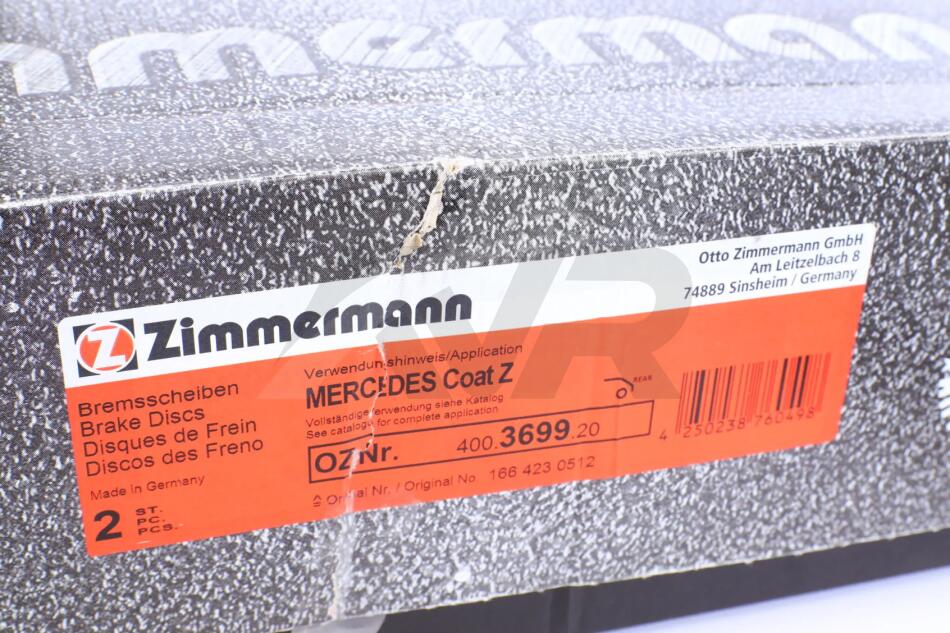 mmermann
Zimmermann
Otto Zimmermann GmbH
Am Leitzelbach 8
74889 Sinsheim / Germany
Bremsscheiben
Brake Discs
Disques de Frein
Discos des Freno
Made in Germany
2 ST.
PC.
PCS.
Verwendungshinweis/Application
MERCEDES Coat Z
Vollständige Verwendung siehe Katalog
See catalogue for complete application
OZ Nr. 400.3699.20
≙ Original Nr. / Original No. 166 423 0512
REAR
4 250238 760498